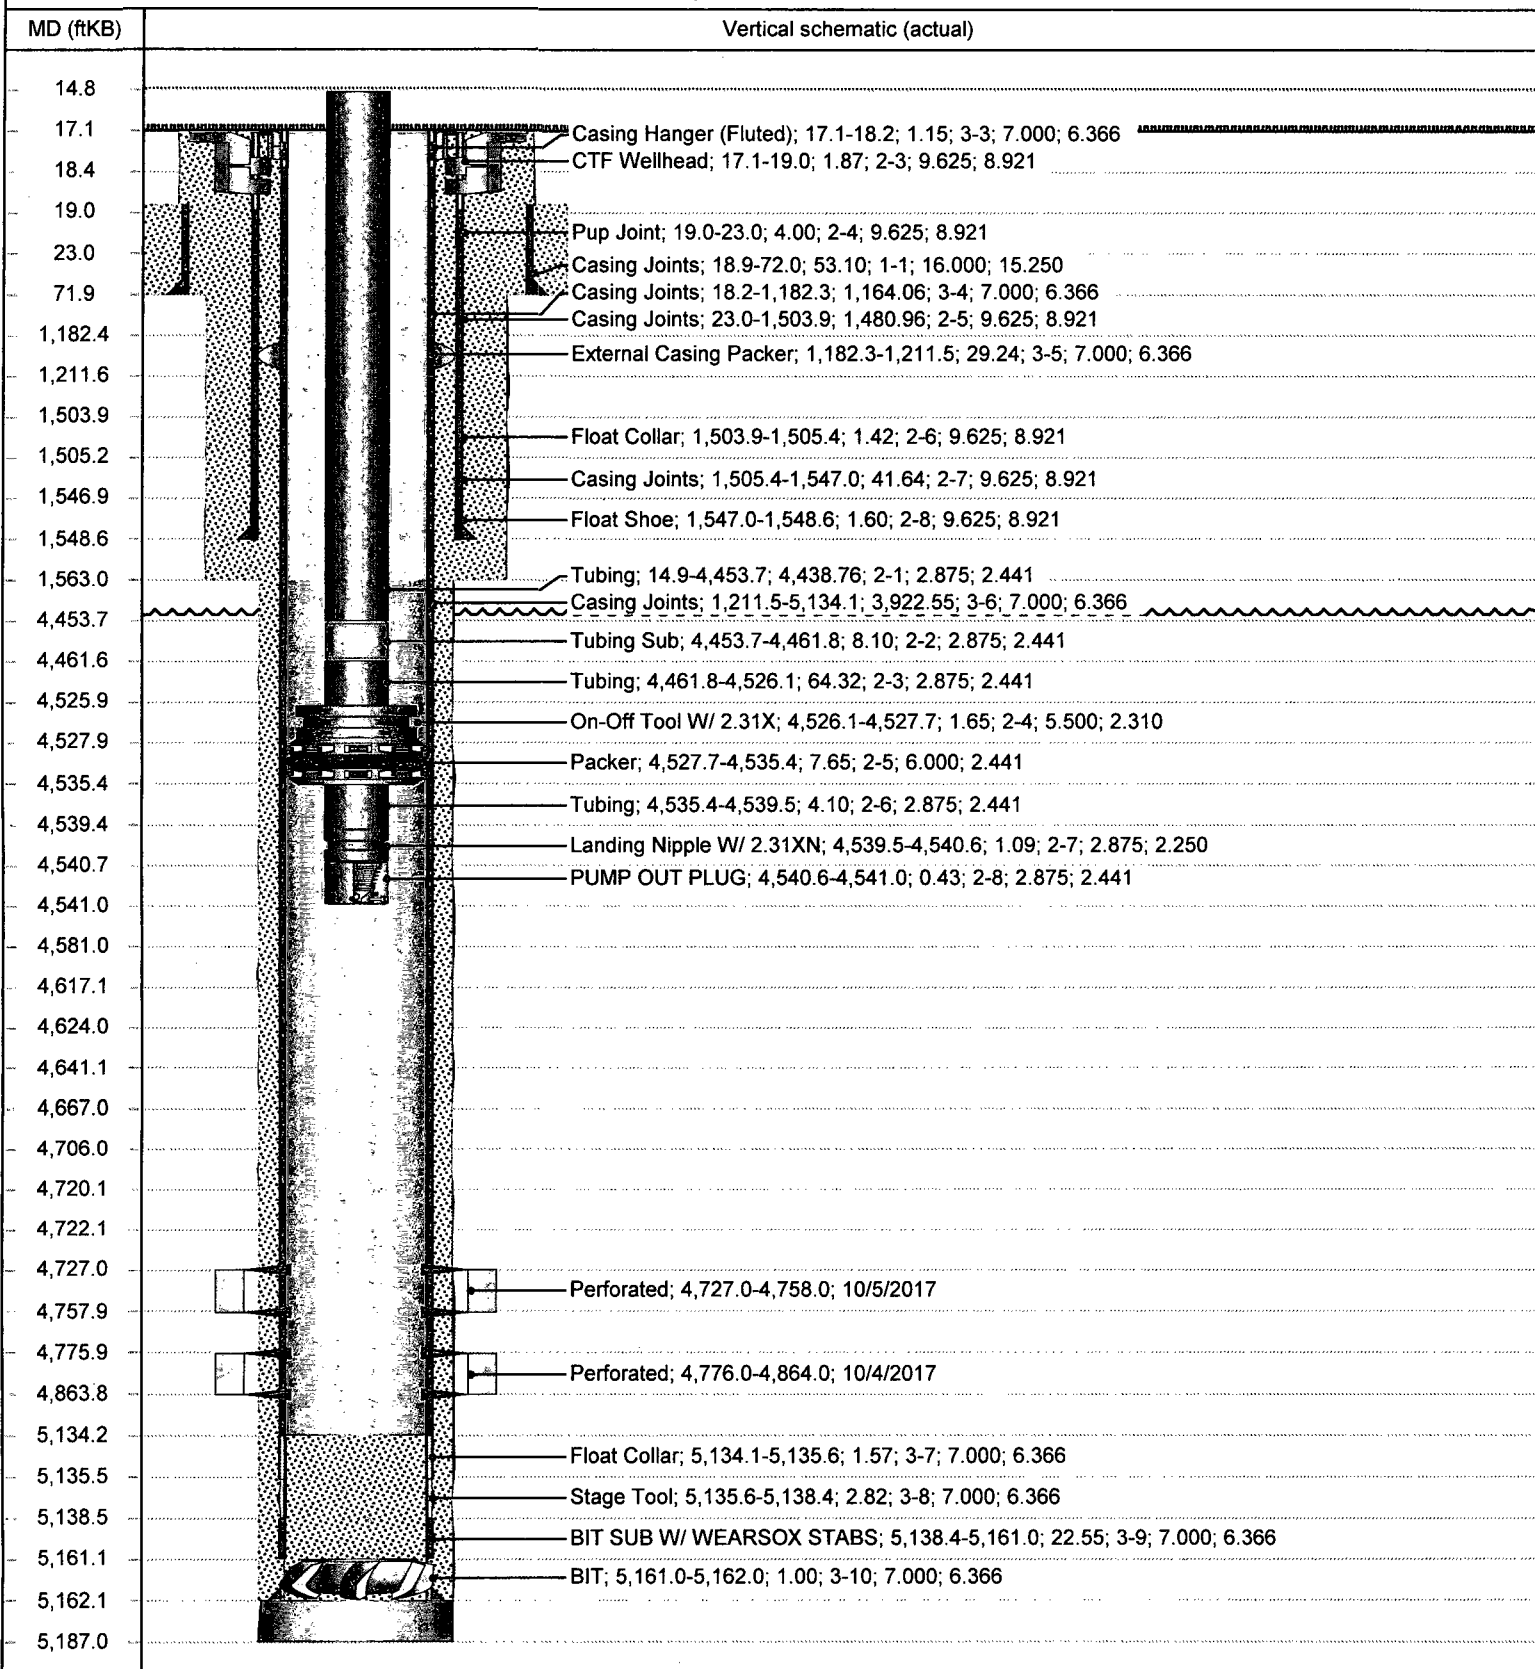 MD (ftKB)
Vertical schematic (actual)
14.8
17.1
Casing Hanger (Fluted); 17.1-18.2; 1.15; 3-3; 7.000; 6.366
CTF Wellhead; 17.1-19.0; 1.87; 2-3; 9.625; 8.921
18.4
19.0
Pup Joint; 19.0-23.0; 4.00; 2-4; 9.625; 8.921
23.0
Casing Joints; 18.9-72.0; 53.10; 1-1; 16.000; 15.250
71.9
Casing Joints; 18.2-1,182.3; 1,164.06; 3-4; 7.000; 6.366
Casing Joints; 23.0-1,503.9; 1,480.96; 2-5; 9.625; 8.921
1,182.4
External Casing Packer; 1,182.3-1,211.5; 29.24; 3-5; 7.000; 6.366
1,211.6
1,503.9
Float Collar; 1,503.9-1,505.4; 1.42; 2-6; 9.625; 8.921
1,505.2
Casing Joints; 1,505.4-1,547.0; 41.64; 2-7; 9.625; 8.921
1,546.9
Float Shoe; 1,547.0-1,548.6; 1.60; 2-8; 9.625; 8.921
1,548.6
1,563.0
Tubing; 14.9-4,453.7; 4,438.76; 2-1; 2.875; 2.441
Casing Joints; 1,211.5-5,134.1; 3,922.55; 3-6; 7.000; 6.366
4,453.7
Tubing Sub; 4,453.7-4,461.8; 8.10; 2-2; 2.875; 2.441
4,461.6
Tubing; 4,461.8-4,526.1; 64.32; 2-3; 2.875; 2.441
4,525.9
On-Off Tool W/ 2.31X; 4,526.1-4,527.7; 1.65; 2-4; 5.500; 2.310
4,527.9
Packer; 4,527.7-4,535.4; 7.65; 2-5; 6.000; 2.441
4,535.4
Tubing; 4,535.4-4,539.5; 4.10; 2-6; 2.875; 2.441
4,539.4
Landing Nipple W/ 2.31XN; 4,539.5-4,540.6; 1.09; 2-7; 2.875; 2.250
4,540.7
PUMP OUT PLUG; 4,540.6-4,541.0; 0.43; 2-8; 2.875; 2.441
4,541.0
4,581.0
4,617.1
4,624.0
4,641.1
4,667.0
4,706.0
4,720.1
4,722.1
4,727.0
Perforated; 4,727.0-4,758.0; 10/5/2017
4,757.9
4,775.9
Perforated; 4,776.0-4,864.0; 10/4/2017
4,863.8
5,134.2
Float Collar; 5,134.1-5,135.6; 1.57; 3-7; 7.000; 6.366
5,135.5
Stage Tool; 5,135.6-5,138.4; 2.82; 3-8; 7.000; 6.366
5,138.5
BIT SUB W/ WEARSOX STABS; 5,138.4-5,161.0; 22.55; 3-9; 7.000; 6.366
5,161.1
BIT; 5,161.0-5,162.0; 1.00; 3-10; 7.000; 6.366
5,162.1
5,187.0